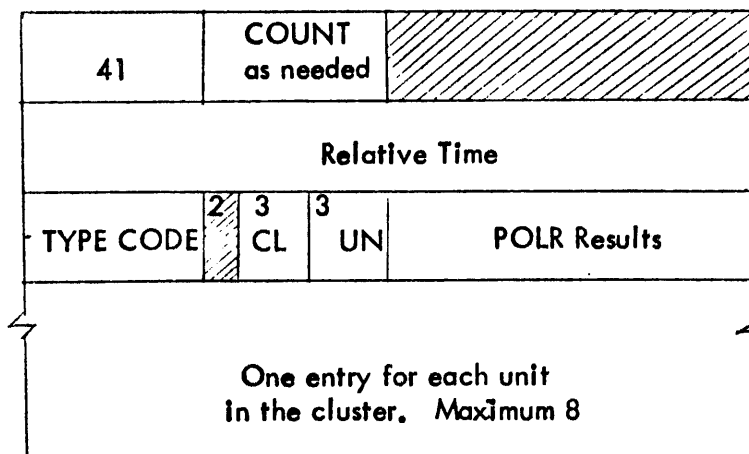 41
COUNT
as needed
Relative Time
TYPE CODE
2
3
CL
3
UN
POLR Results
One entry for each unit
in the cluster. Maximum 8